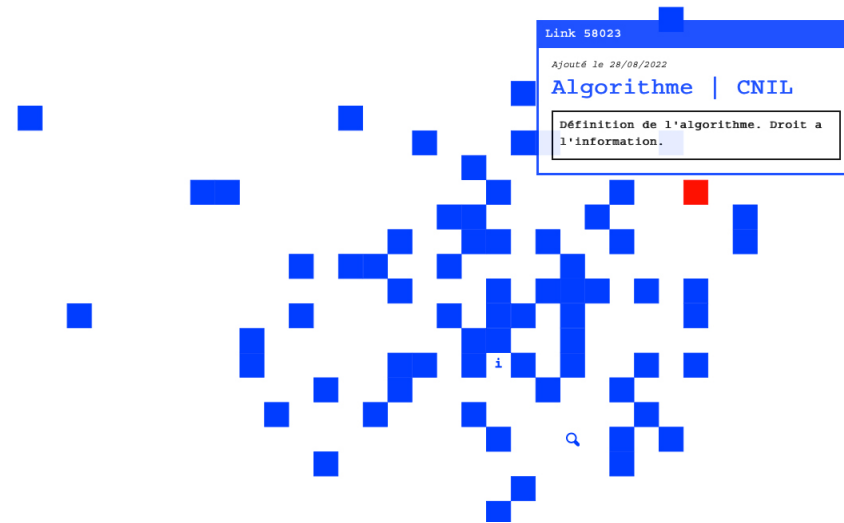 Link 58023
Ajouté le 28/08/2022
Algorithme | CNIL
Définition de l'algorithme. Droit a
l'information.
i